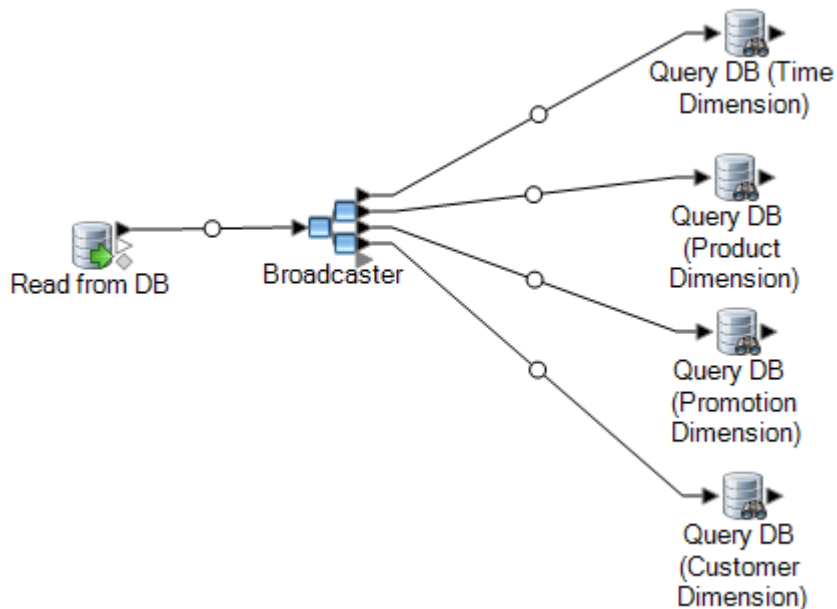 Query DB (Time
Dimension)
Query DB
(Product
Dimension)
Read from DB
Broadcaster
Query DB
(Promotion
Dimension)
Query DB
(Customer
Dimension)